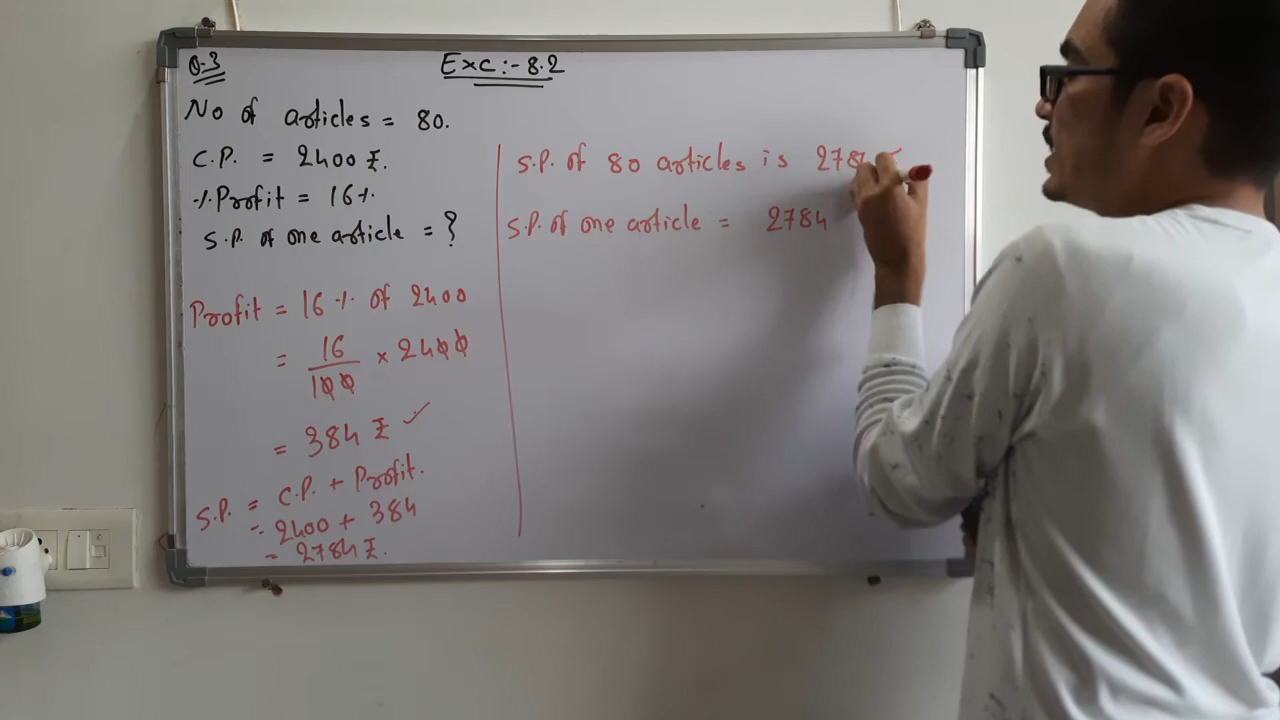 Q-3
Exc:- 8.2
No of articles = 80.
C.P. = 2400 ₹.
% Profit = 16%
S.P. of one article = ?
Profit = 16% of 2400
= 16/100 × 2400
= 384 ₹ ✓
S.P. = C.P. + Profit.
= 2400 + 384
= 2784 ₹.
S.P. of 80 articles is
S.P. of one article = 2784